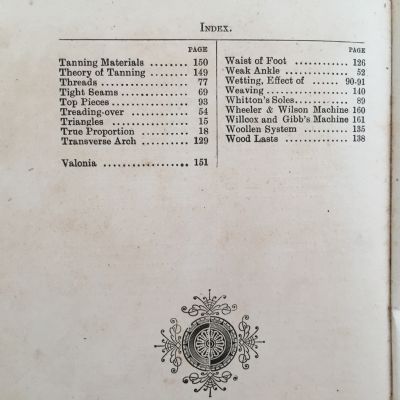 INDEX.
PAGE
Tanning Materials ........ 150
Theory of Tanning ........ 149
Threads .................. 77
Tight Seams .............. 69
Top Pieces ............... 93
Treading-over ............ 54
Triangles ................ 15
True Proportion .......... 18
Transverse Arch .......... 129
Valonia .................. 151
PAGE
Waist of Foot ............ 126
Weak Ankle ............... 52
Wetting, Effect of ...... 90-91
Weaving .................. 140
Whitton's Soles........... 89
Wheeler & Wilson Machine 160
Willcox and Gibb's Machine 161
Woollen System ........... 135
Wood Lasts ............... 138